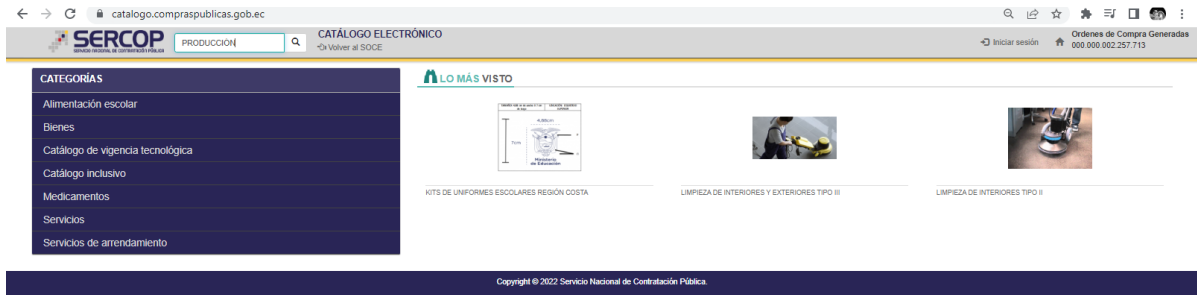 catalogo.compraspublicas.gob.ec
SERCOP
SERVICIO NACIONAL DE CONTRATACIÓN PÚBLICA
PRODUCCIÓN
CATÁLOGO ELECTRÓNICO
Volver al SOCE
Iniciar sesión
Ordenes de Compra Generadas
000.000.002.257.713
CATEGORÍAS
Alimentación escolar
Bienes
Catálogo de vigencia tecnológica
Catálogo inclusivo
Medicamentos
Servicios
Servicios de arrendamiento
LO MÁS VISTO
4,00cm
Ministerio
de Educación
KITS DE UNIFORMES ESCOLARES REGIÓN COSTA
LIMPIEZA DE INTERIORES Y EXTERIORES TIPO III
LIMPIEZA DE INTERIORES TIPO II
Copyright © 2022 Servicio Nacional de Contratación Pública.